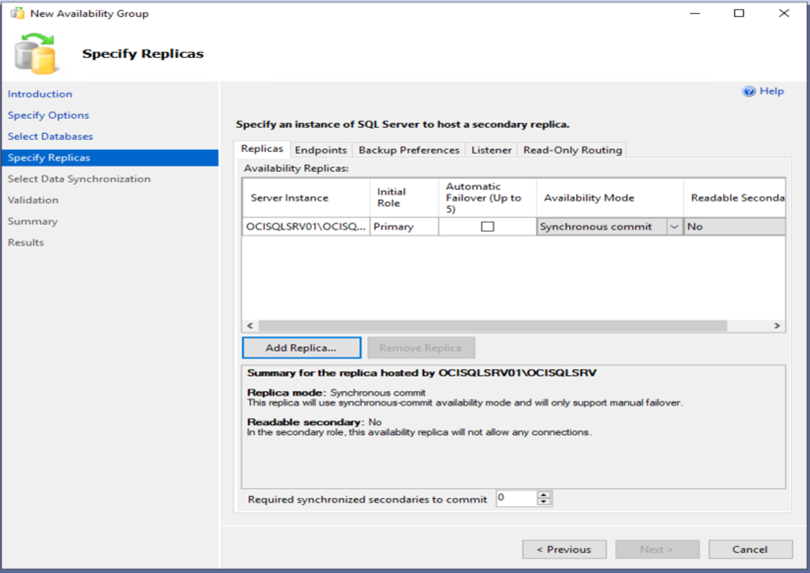 New Availability Group
Specify Replicas
Introduction
Specify Options
Select Databases
Specify Replicas
Select Data Synchronization
Validation
Summary
Results
Help
Specify an instance of SQL Server to host a secondary replica.
Replicas Endpoints Backup Preferences Listener Read-Only Routing
Availability Replicas:
Server Instance
Initial
Role
Automatic
Failover (Up to
5)
Availability Mode
Readable Seconda
OCISQLSRV01\OCISQ... Primary Synchronous commit No
Add Replica... Remove Replica
Summary for the replica hosted by OCISQLSRV01\OCISQLSRV
Replica mode: Synchronous commit
This replica will use synchronous-commit availability mode and will only support manual failover.
Readable secondary: No
In the secondary role, this availability replica will not allow any connections.
Required synchronized secondaries to commit 0
< Previous Next > Cancel